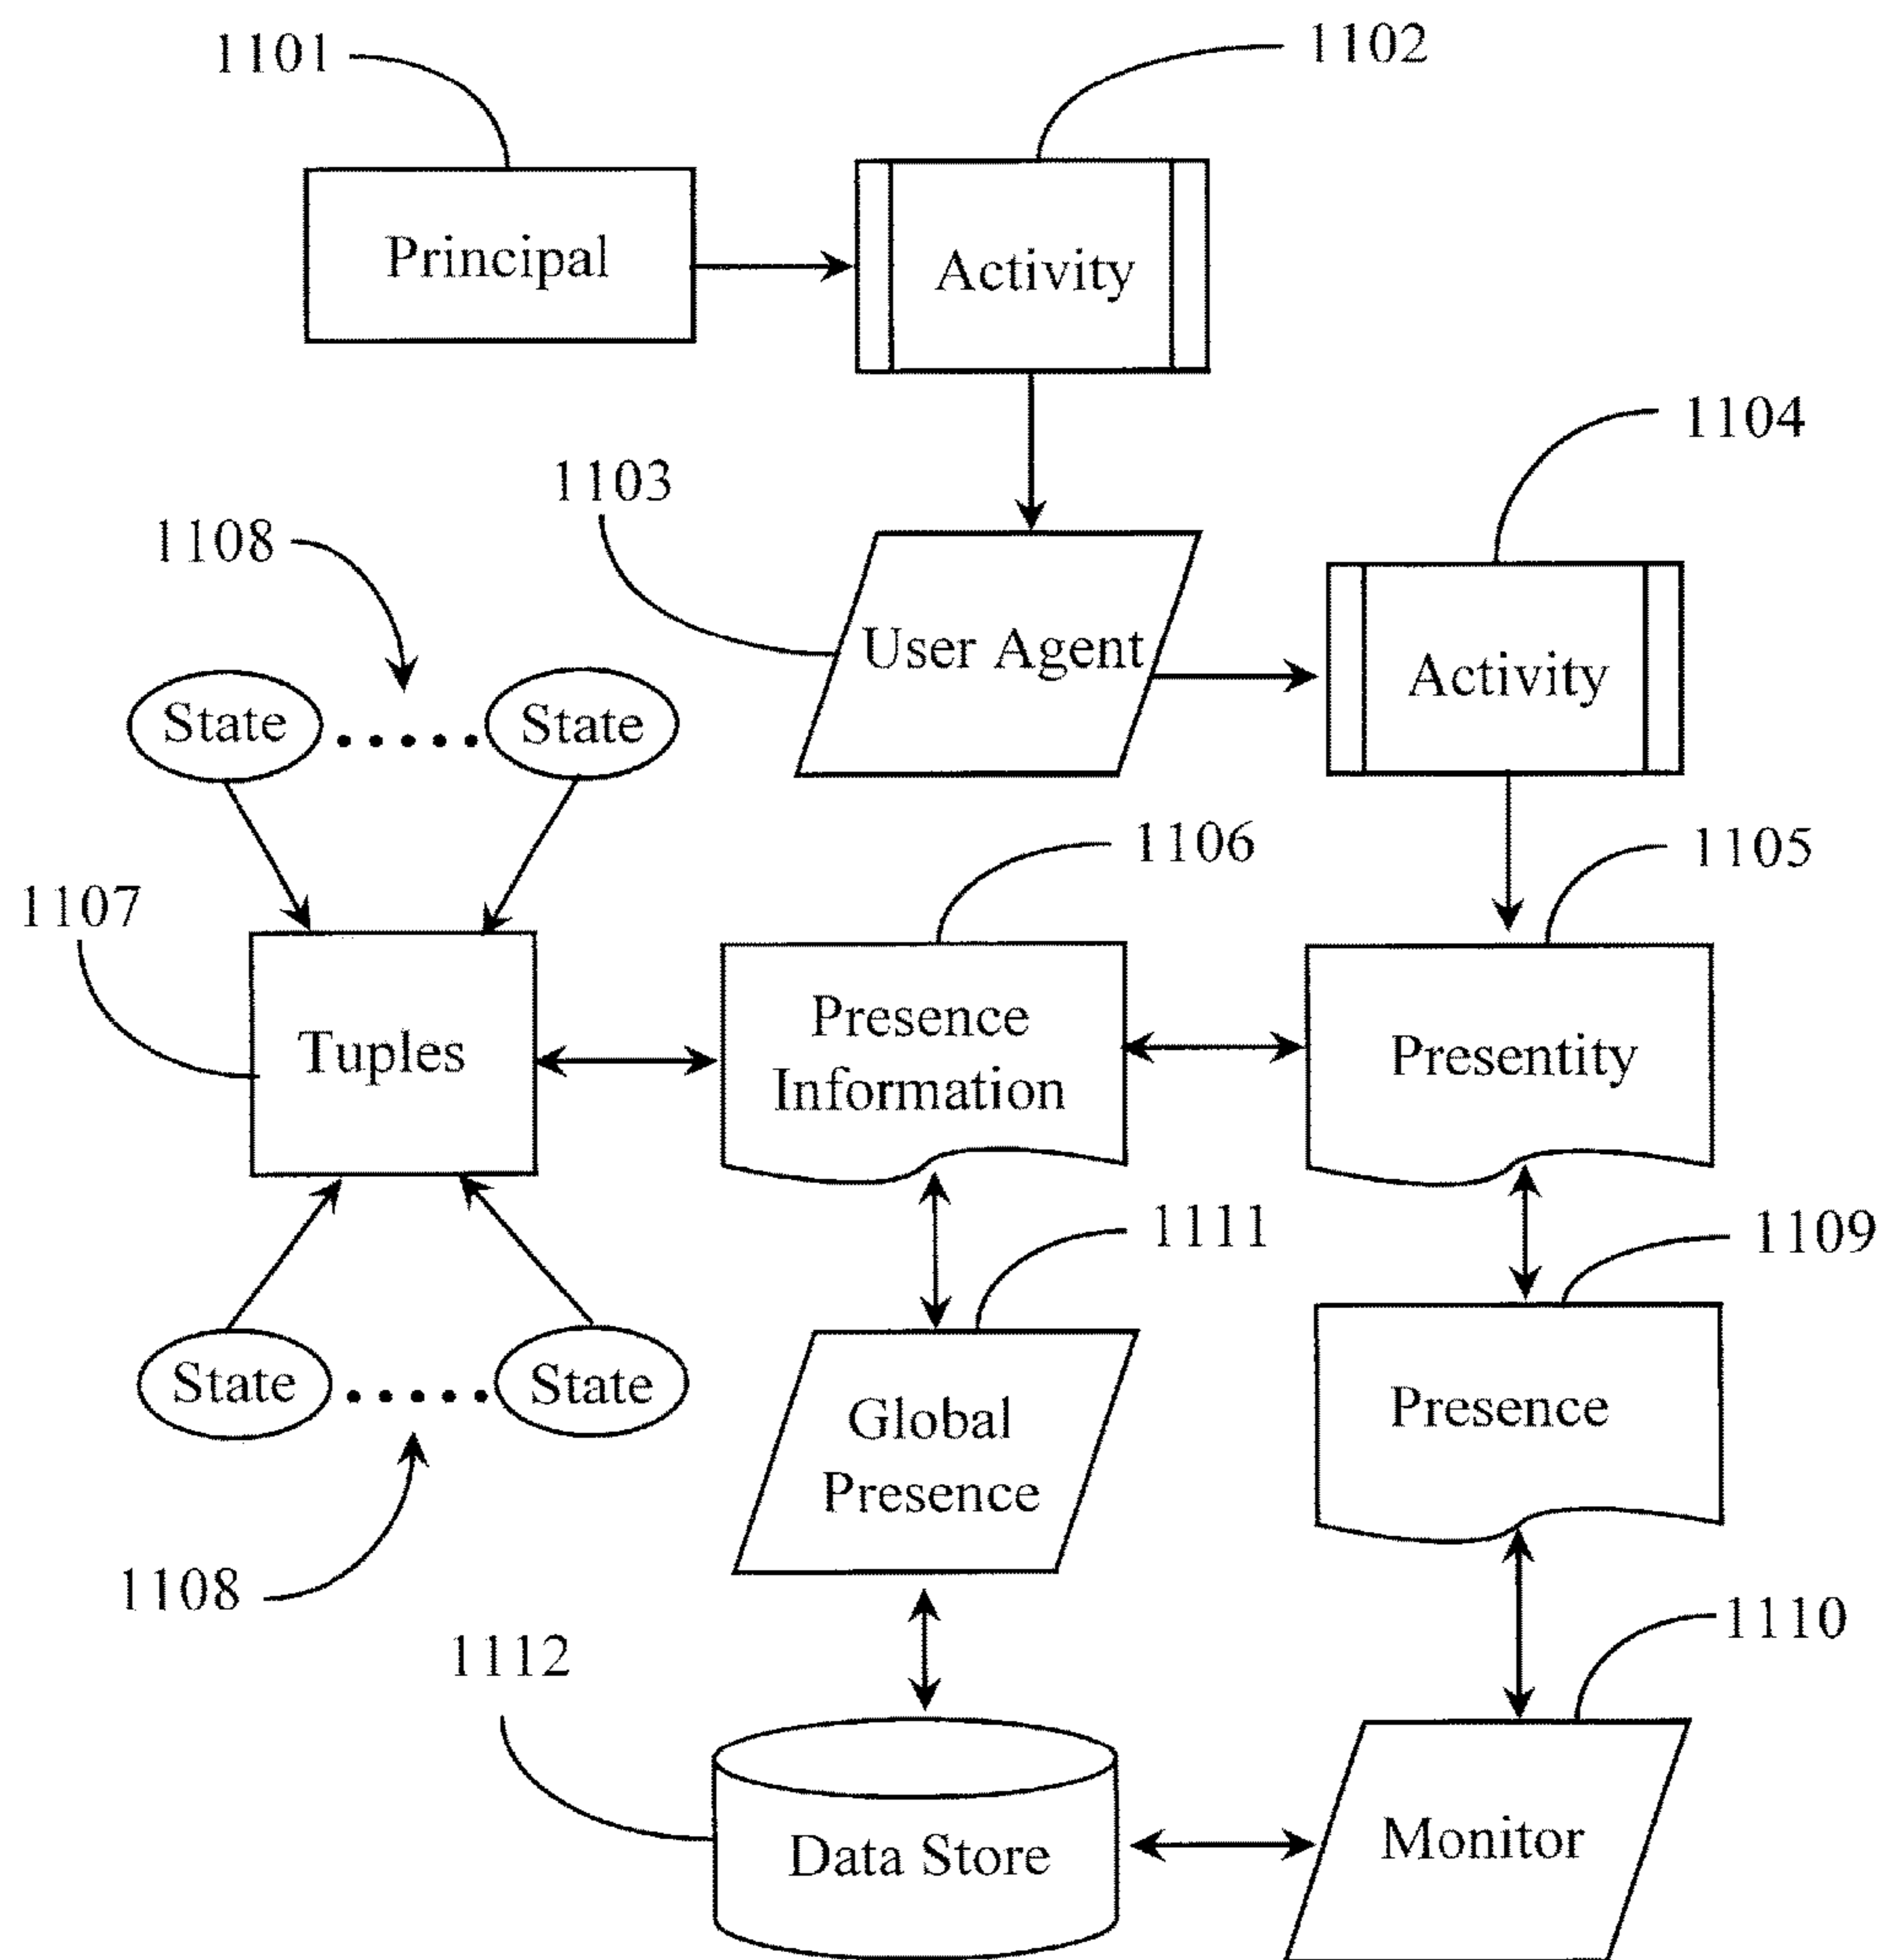 1101
1102
Principal
Activity
1104
1103
1108
User Agent
Activity
State
State
1106
1105
1107
Presence
Information
Tuples
Presentity
1111
1109
State
State
Global
Presence
Presence
1108
1110
1112
Data Store
Monitor